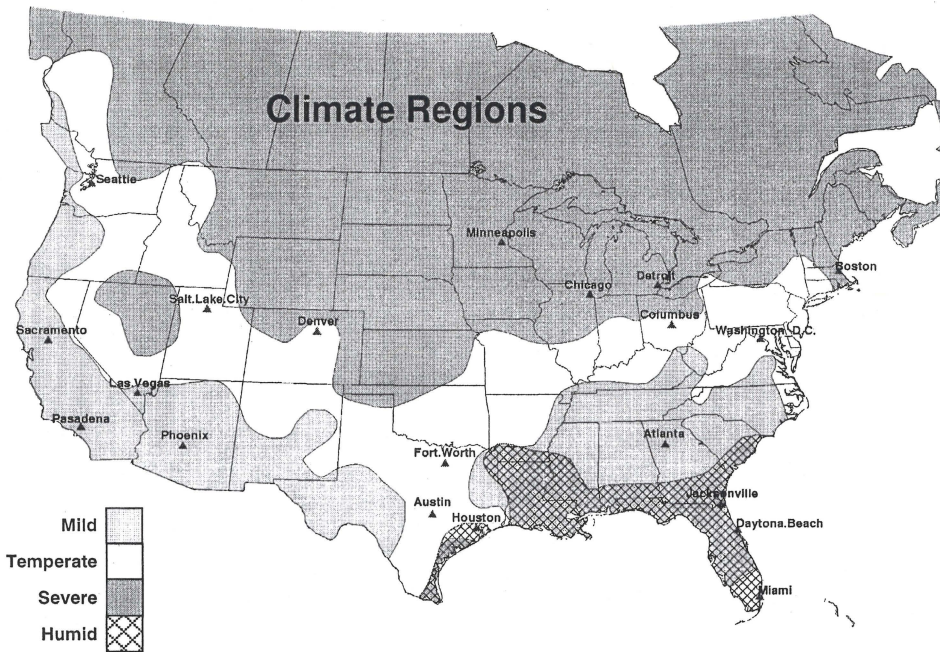 Climate Regions
Seattle
Minneapolis
Boston
Detroit
Chicago
Salt.Lake.City
Columbus
Denver
Sacramento
Washington, D.C.
Las.Vegas
Pasadena
Phoenix
Atlanta
Fort.Worth
Austin
Jacksonville
Houston
Daytona.Beach
Miami
Mild
Temperate
Severe
Humid